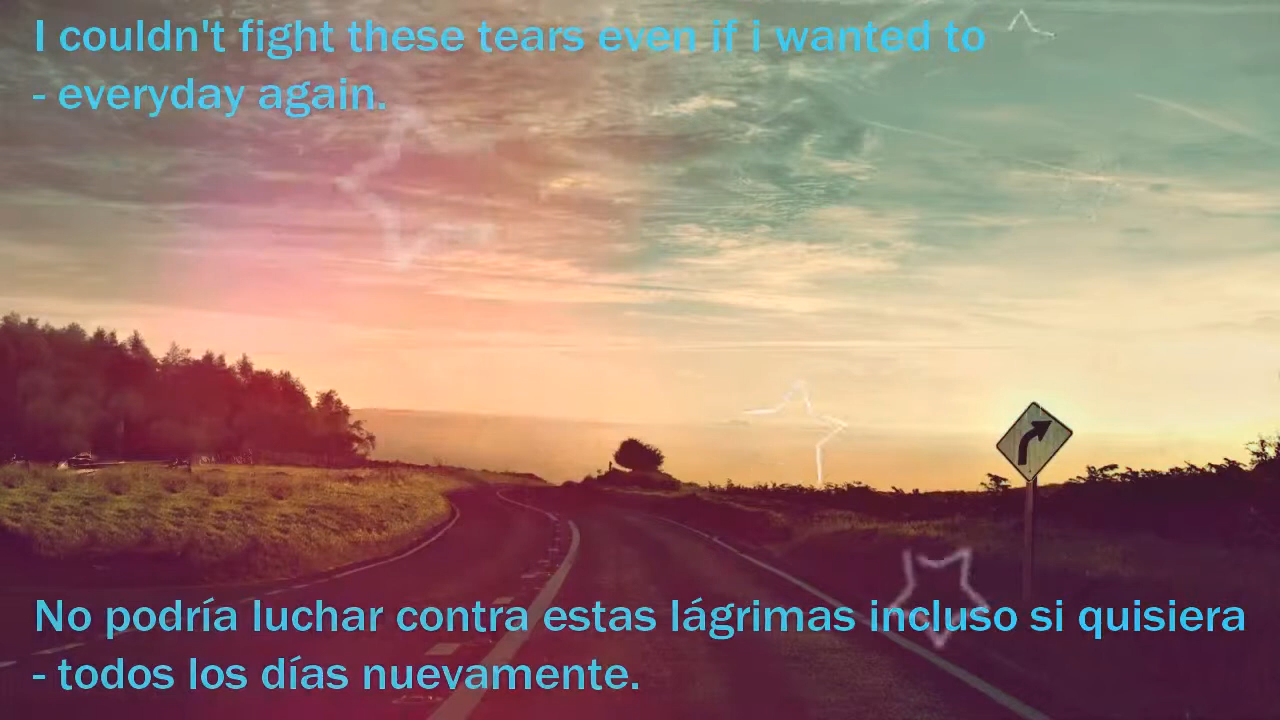 I couldn't fight these tears even if i wanted to
- everyday again.
No podría luchar contra estas lágrimas incluso si quisiera
- todos los días nuevamente.